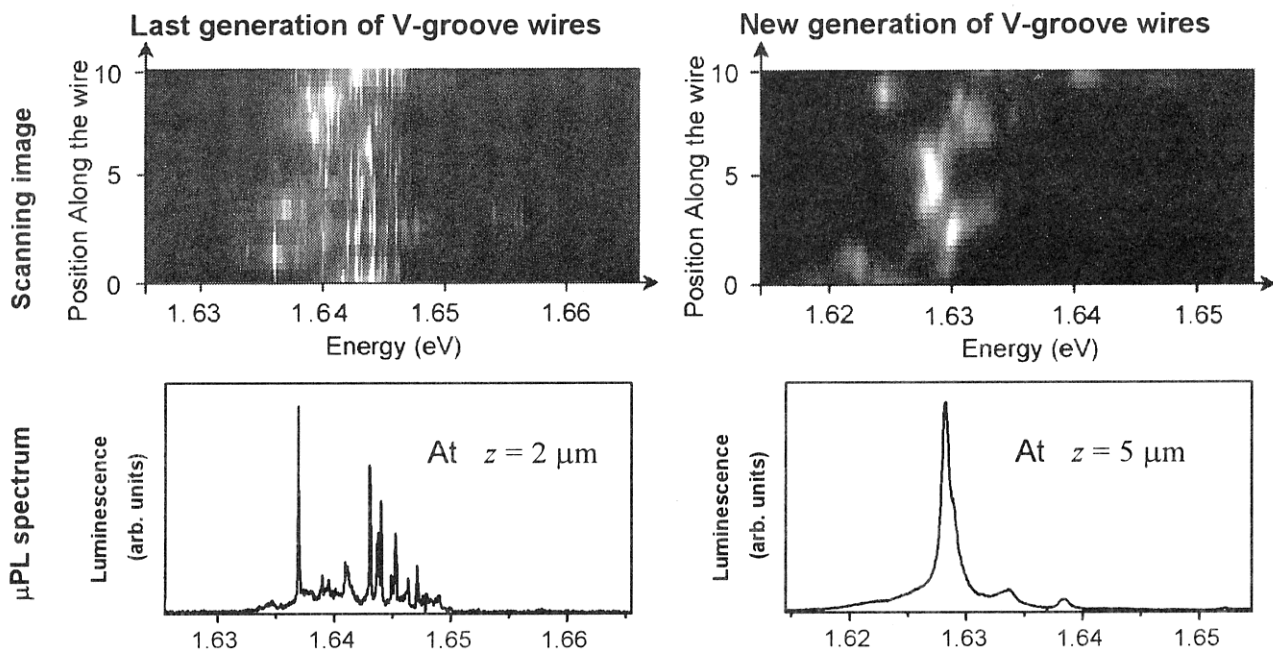 Last generation of V-groove wires
New generation of V-groove wires
Scanning image
Position Along the wire
10
5
0
1.63
1.64
1.65
1.66
Energy (eV)
Position Along the wire
10
5
0
1.62
1.63
1.64
1.65
Energy (eV)
μPL spectrum
Luminescence
(arb. units)
At z = 2 μm
1.63
1.64
1.65
1.66
Luminescence
(arb. units)
At z = 5 μm
1.62
1.63
1.64
1.65